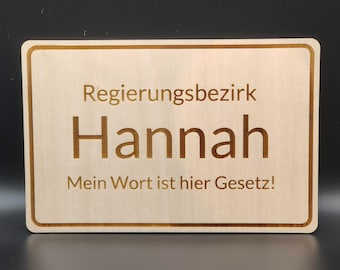 Regierungsbezirk
Hannah
Mein Wort ist hier Gesetz!